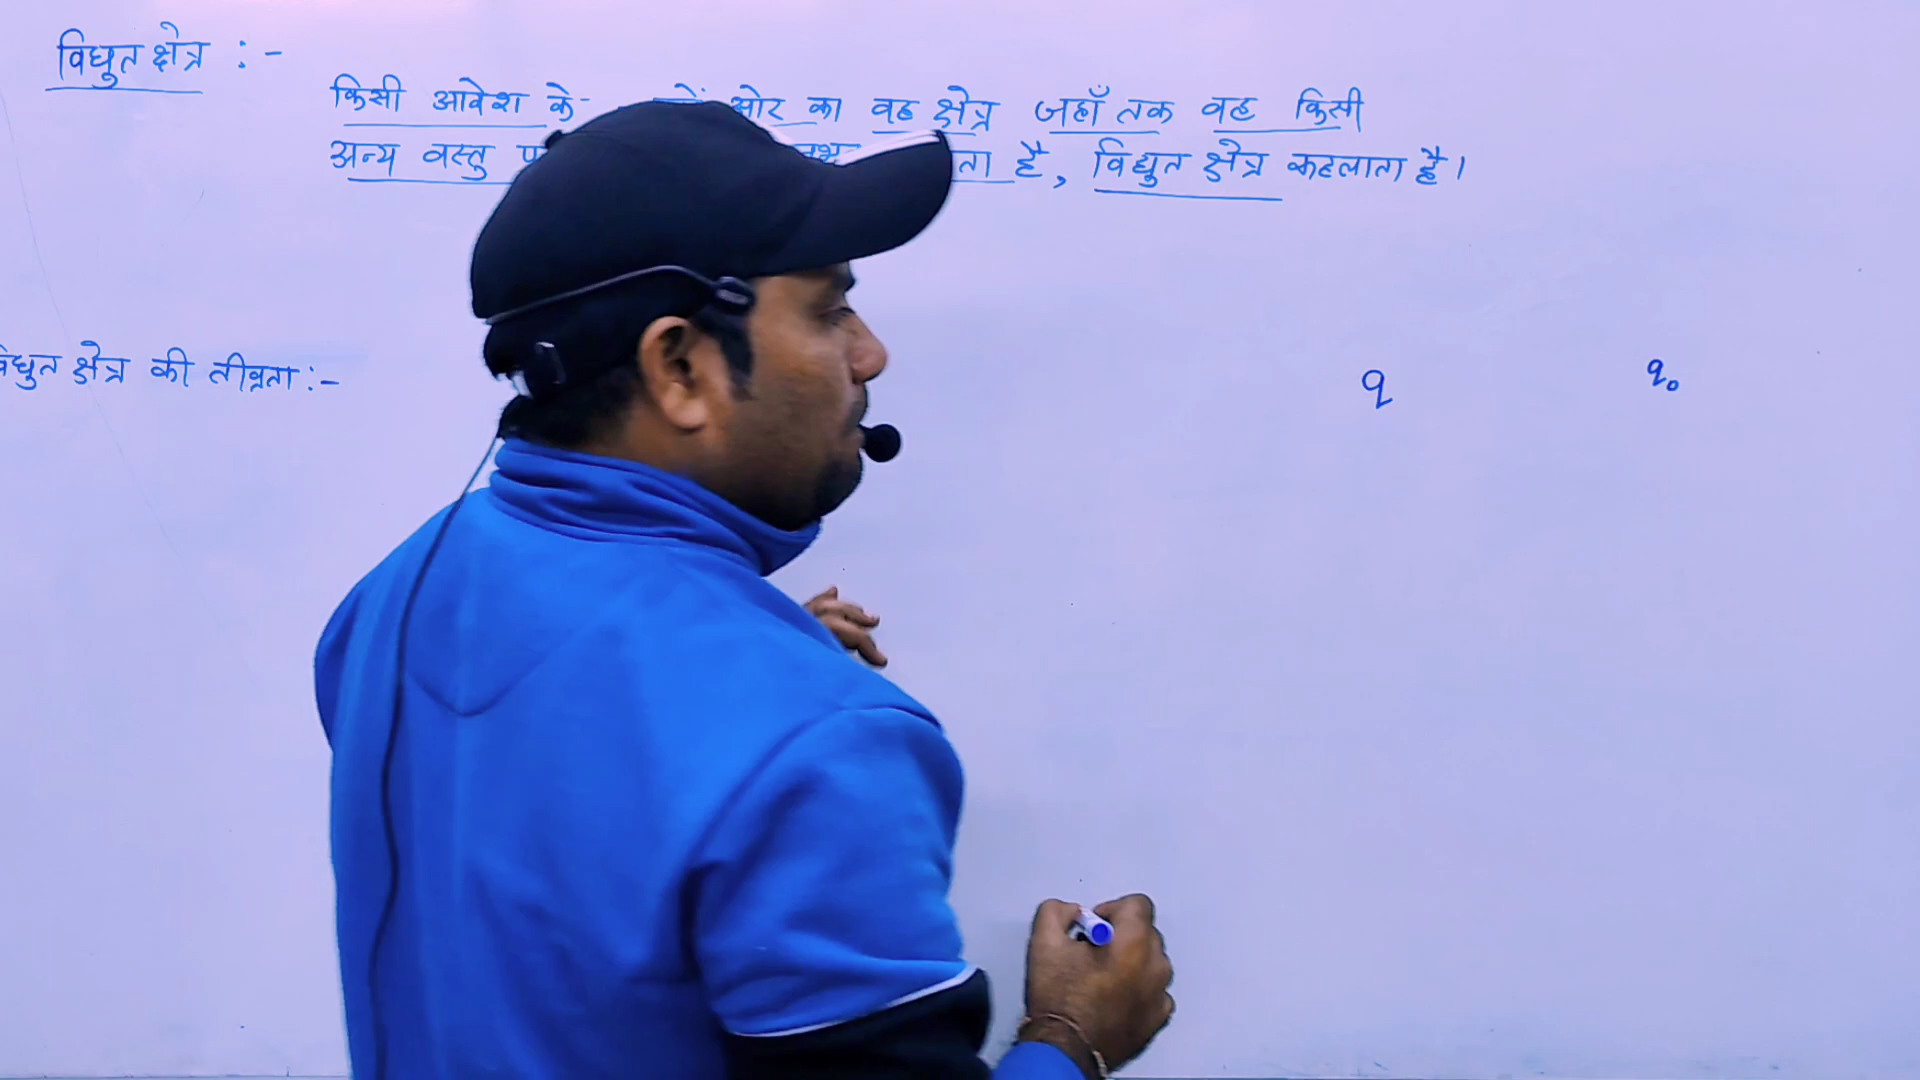 विद्युत क्षेत्र :-
किसी आवेश के ओर का वह क्षेत्र जहाँ तक वह किसी
अन्य वस्तु है, विद्युत क्षेत्र कहलाता है।
विद्युत क्षेत्र की तीव्रता :-
q q₀